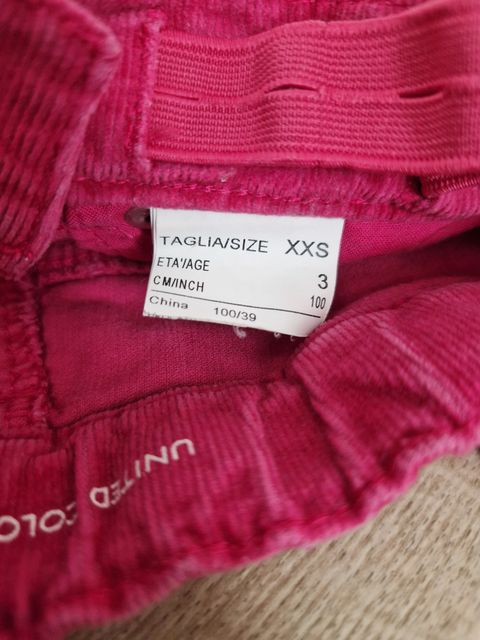 TAGLIA/SIZE XXS
ETA'/AGE 3
CM/INCH 100
China 100/39
UNITED COLO